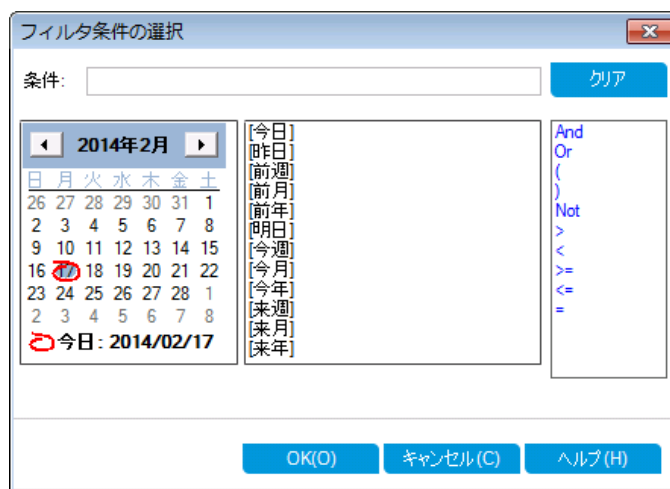 フィルタ条件の選択
条件:
クリア
2014年2月
日 月 火 水 木 金 土
26 27 28 29 30 31 1
2 3 4 5 6 7 8
9 10 11 12 13 14 15
16 17 18 19 20 21 22
23 24 25 26 27 28 1
2 3 4 5 6 7 8
今日: 2014/02/17
[今日]
[昨日]
[前週]
[前月]
[前年]
[明日]
[今週]
[今月]
[今年]
[来週]
[来月]
[来年]
And
Or
(
)
Not
>
<
>=
<=
=
OK(O)
キャンセル(C)
ヘルプ(H)